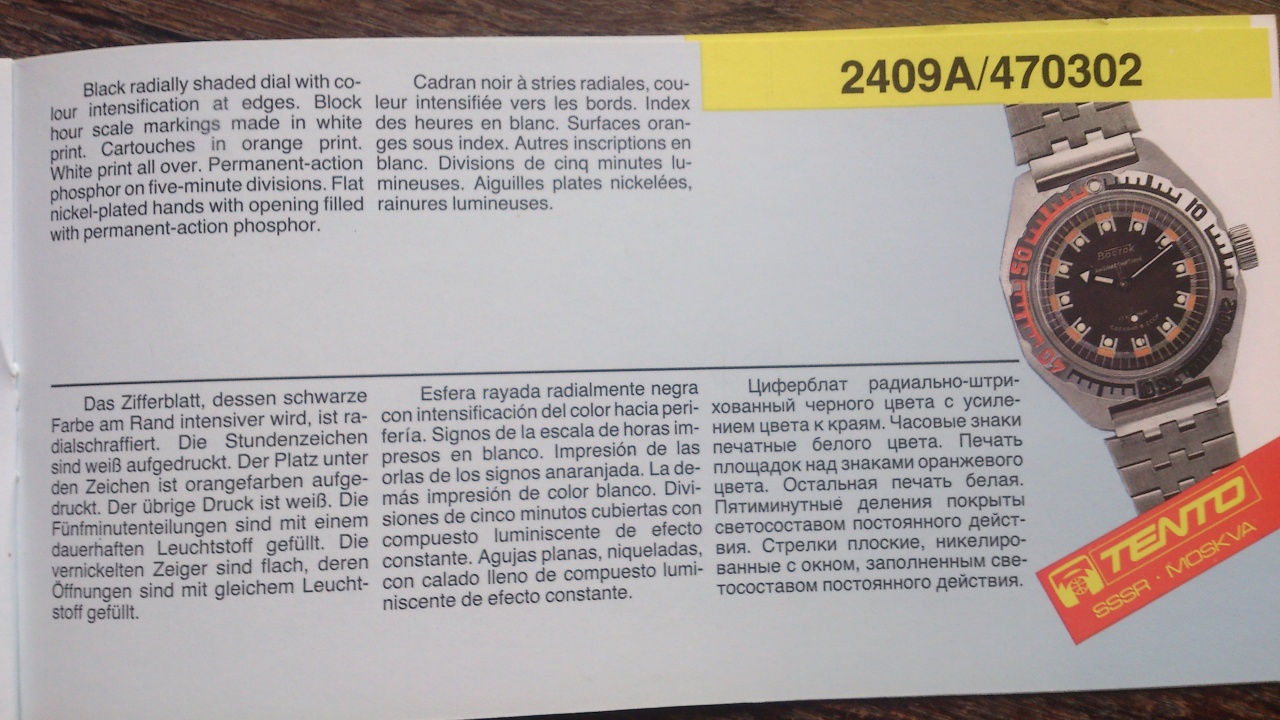 Black radially shaded dial with co-
lour intensification at edges. Block
hour scale markings made in white
print. Cartouches in orange print.
White print all over. Permanent-action
phosphor on five-minute divisions. Flat
nickel-plated hands with opening filled
with permanent-action phosphor.
Cadran noir à stries radiales, cou-
leur intensifiée vers les bords. Index
des heures en blanc. Surfaces oran-
ges sous index. Autres inscriptions en
blanc. Divisions de cinq minutes lu-
mineuses. Aiguilles plates nickelées,
rainures lumineuses.
2409A/470302
10
50
40
Восток
Das Zifferblatt, dessen schwarze
Farbe am Rand intensiver wird, ist ra-
dialschraffiert. Die Stundenzeichen
sind weiß aufgedruckt. Der Platz unter
den Zeichen ist orangefarben aufge-
druckt. Der übrige Druck ist weiß. Die
Fünfminutenteilungen sind mit einem
dauerhaften Leuchtstoff gefüllt. Die
vernickelten Zeiger sind flach, deren
Öffnungen sind mit gleichem Leucht-
stoff gefüllt.
Esfera rayada radialmente negra
con intensificación del color hacia peri-
fería. Signos de la escala de horas im-
presos en blanco. Impresión de las
orlas de los signos anaranjada. La de-
más impresión de color blanco. Divi-
siones de cinco minutos cubiertas con
compuesto luminiscente de efecto
constante. Agujas planas, niqueladas,
con calado lleno de compuesto lumi-
niscente de efecto constante.
Циферблат радиально-штри-
хованный черного цвета с усиле-
нием цвета к краям. Часовые знаки
печатные белого цвета. Печать
площадок над знаками оранжевого
цвета. Остальная печать белая.
Пятиминутные деления покрыты
светосоставом постоянного дейст-
вия. Стрелки плоские, никелиро-
ванные с окном, заполненным све-
тосоставом постоянного действия.
TENTO
SSSR · MOSKVA